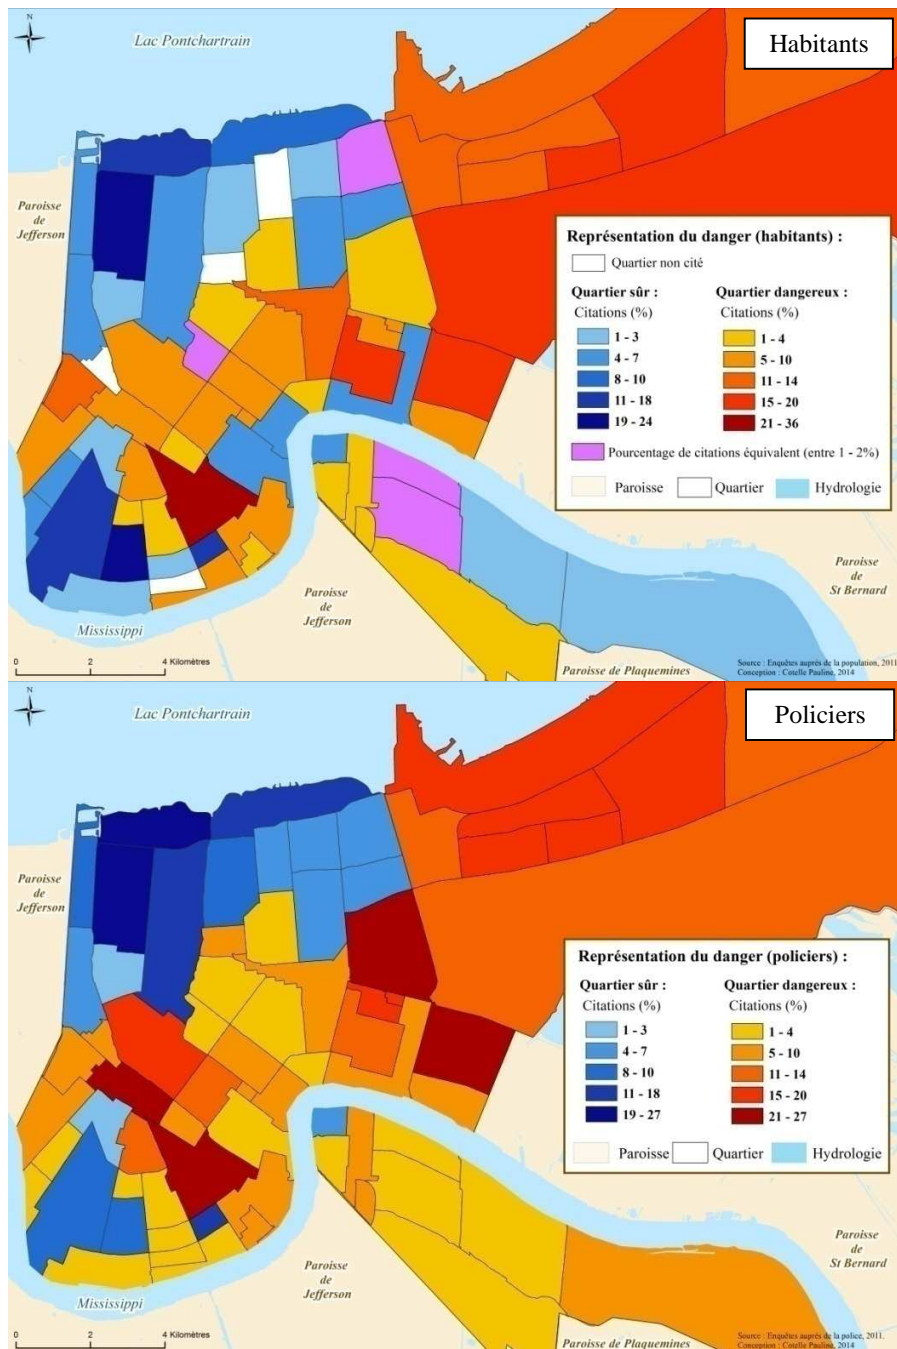 N
Lac Pontchartrain
Habitants
Paroisse
de
Jefferson
Représentation du danger (habitants) :
Quartier non cité
Quartier sûr :
Quartier dangereux :
Citations (%)
Citations (%)
1 - 3
1 - 4
4 - 7
5 - 10
8 - 10
11 - 14
11 - 18
15 - 20
19 - 24
21 - 36
Pourcentage de citations équivalent (entre 1 - 2%)
Paroisse
Quartier
Hydrologie
Paroisse
de
St Bernard
Paroisse
de
Jefferson
Mississippi
0 2 4 Kilomètres
Paroisse de Plaquemines
Source : Enquêtes auprès de la population, 2011
Conception : Cotelle Pauline, 2014
N
Lac Pontchartrain
Policiers
Paroisse
de
Jefferson
Représentation du danger (policiers) :
Quartier sûr :
Quartier dangereux :
Citations (%)
Citations (%)
1 - 3
1 - 4
4 - 7
5 - 10
8 - 10
11 - 14
11 - 18
15 - 20
19 - 27
21 - 27
Paroisse
Quartier
Hydrologie
Paroisse
de
St Bernard
Paroisse
de
Jefferson
Mississippi
0 2 4 Kilomètres
Paroisse de Plaquemines
Source : Enquêtes auprès de la police, 2011.
Conception : Cotelle Pauline, 2014